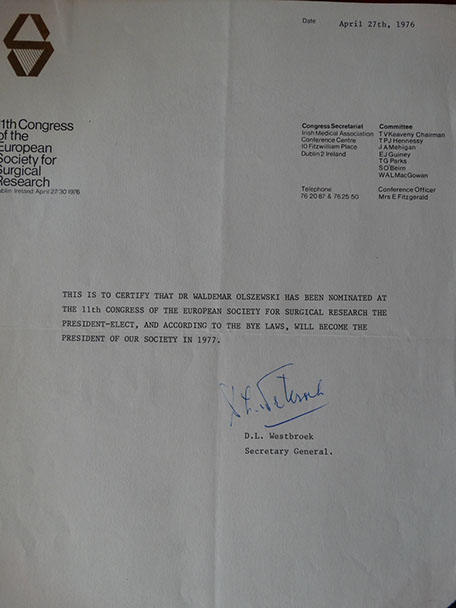 Date April 27th, 1976
11th Congress
of the
European
Society for
Surgical
Research
Dublin Ireland April 27-30 1976
Congress Secretariat
Irish Medical Association
Conference Centre
10 Fitzwilliam Place
Dublin 2 Ireland
Telephone
76 20 87 & 76 25 50
Committee
T V Keaveny Chairman
T P J Hennessy
J A Mehigan
E J Guiney
T G Parks
S O'Beirn
W A L MacGowan
Conference Officer
Mrs E Fitzgerald
THIS IS TO CERTIFY THAT DR WALDEMAR OLSZEWSKI HAS BEEN NOMINATED AT
THE 11th CONGRESS OF THE EUROPEAN SOCIETY FOR SURGICAL RESEARCH THE
PRESIDENT-ELECT, AND ACCORDING TO THE BYE LAWS, WILL BECOME THE
PRESIDENT OF OUR SOCIETY IN 1977.
D.L. Westbroek
Secretary General.